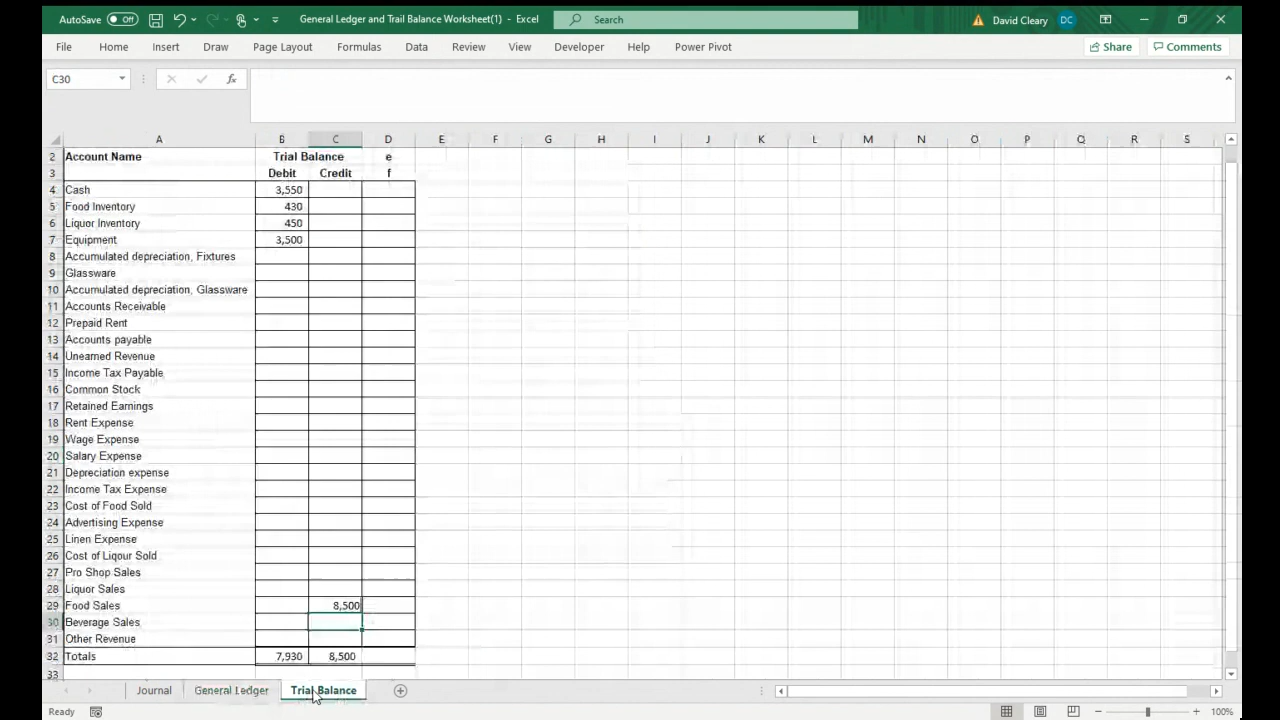 AutoSave Off General Ledger and Trail Balance Worksheet(1) - Excel Search David Cleary DC
File Home Insert Draw Page Layout Formulas Data Review View Developer Help Power Pivot Share Comments
C30 fx
A B C D E F G H I J K L M N O P Q R S
2 Account Name Trial Balance e
3 Debit Credit f
4 Cash 3,550
5 Food Inventory 430
6 Liquor Inventory 450
7 Equipment 3,500
8 Accumulated depreciation, Fixtures
9 Glassware
10 Accumulated depreciation, Glassware
11 Accounts Receivable
12 Prepaid Rent
13 Accounts payable
14 Unearned Revenue
15 Income Tax Payable
16 Common Stock
17 Retained Earnings
18 Rent Expense
19 Wage Expense
20 Salary Expense
21 Depreciation expense
22 Income Tax Expense
23 Cost of Food Sold
24 Advertising Expense
25 Linen Expense
26 Cost of Liqour Sold
27 Pro Shop Sales
28 Liquor Sales
29 Food Sales 8,500
30 Beverage Sales
31 Other Revenue
32 Totals 7,930 8,500
33
Journal General Ledger Trial Balance
Ready 100%